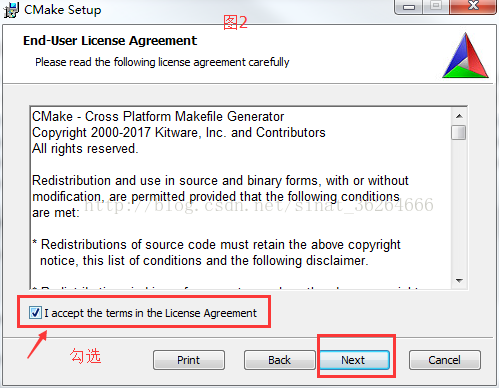 CMake Setup
图2
End-User License Agreement
Please read the following license agreement carefully
CMake - Cross Platform Makefile Generator
Copyright 2000-2017 Kitware, Inc. and Contributors
All rights reserved.
Redistribution and use in source and binary forms, with or without
modification, are permitted provided that the following conditions
are met:
http://blog.csdn.net/sinat_36264666
* Redistributions of source code must retain the above copyright
notice, this list of conditions and the following disclaimer.
I accept the terms in the License Agreement
勾选
Print
Back
Next
Cancel